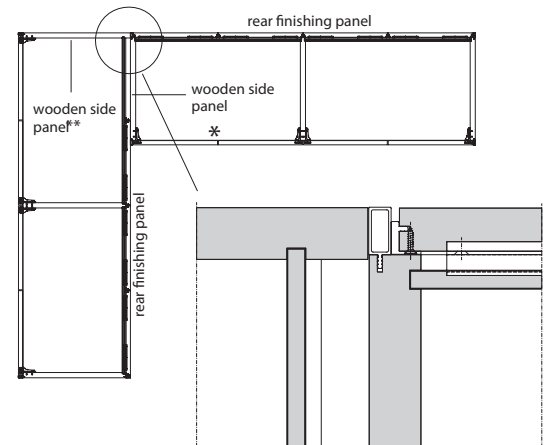 rear finishing panel
wooden side
panel
wooden side
panel**
*
rear finishing panel